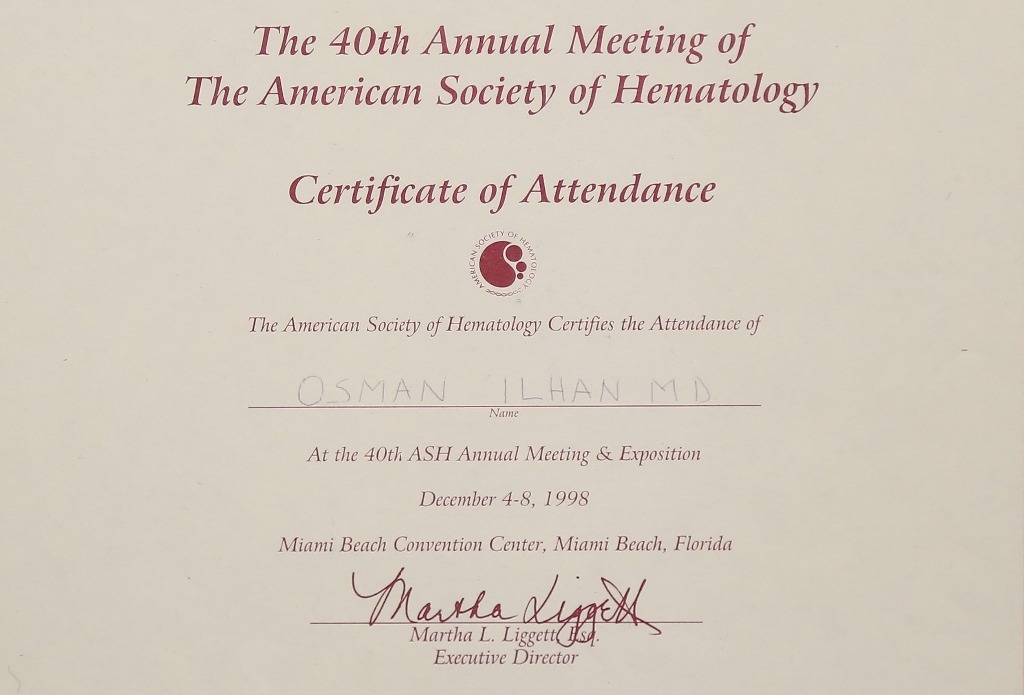 The 40th Annual Meeting of
The American Society of Hematology
Certificate of Attendance
AMERICAN SOCIETY OF HEMATOLOGY
The American Society of Hematology Certifies the Attendance of
OSMAN ILHAN MD
Name
At the 40th ASH Annual Meeting & Exposition
December 4-8, 1998
Miami Beach Convention Center, Miami Beach, Florida
Martha Liggett
Martha L. Liggett, Esq.
Executive Director